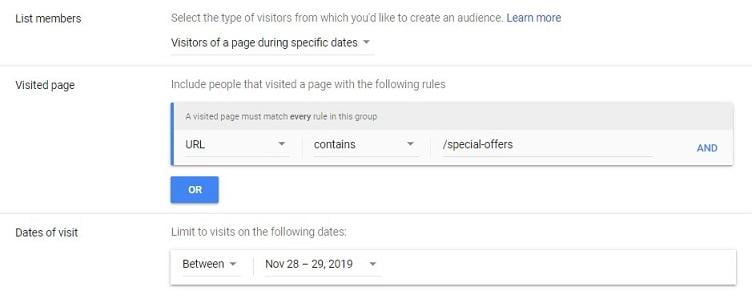 List members
Select the type of visitors from which you'd like to create an audience. Learn more
Visitors of a page during specific dates
Visited page
Include people that visited a page with the following rules
A visited page must match every rule in this group
URL contains /special-offers AND
OR
Dates of visit
Limit to visits on the following dates:
Between Nov 28 – 29, 2019